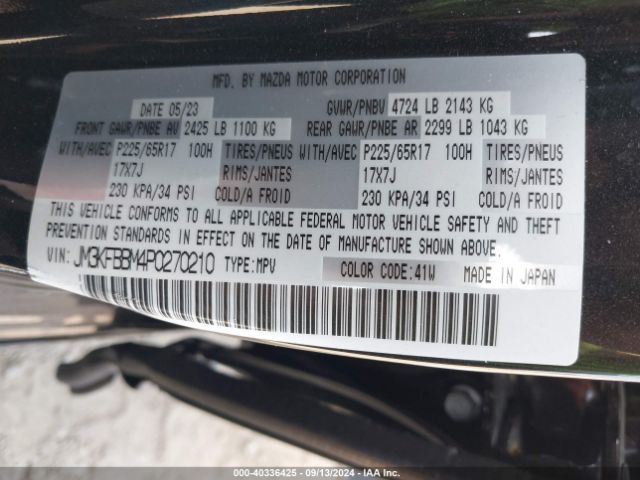 MFD. BY MAZDA MOTOR CORPORATION
DATE 05/23 GVWR/PNBV 4724 LB 2143 KG
FRONT GAWR/PNBE AV 2425 LB 1100 KG REAR GAWR/PNBE AR 2299 LB 1043 KG
WITH/AVEC P225/65R17 100H TIRES/PNEUS WITH/AVEC P225/65R17 100H TIRES/PNEUS
17X7J RIMS/JANTES 17X7J RIMS/JANTES
230 KPA/34 PSI COLD/A FROID 230 KPA/34 PSI COLD/A FROID
THIS VEHICLE CONFORMS TO ALL APPLICABLE FEDERAL MOTOR VEHICLE SAFETY AND THEFT
PREVENTION STANDARDS IN EFFECT ON THE DATE OF MANUFACTURE SHOWN ABOVE.
VIN: JM3KFBBM4P0270210 TYPE:MPV COLOR CODE:41W MADE IN JAPAN
000-40336425 - 09/13/2024 - IAA Inc.